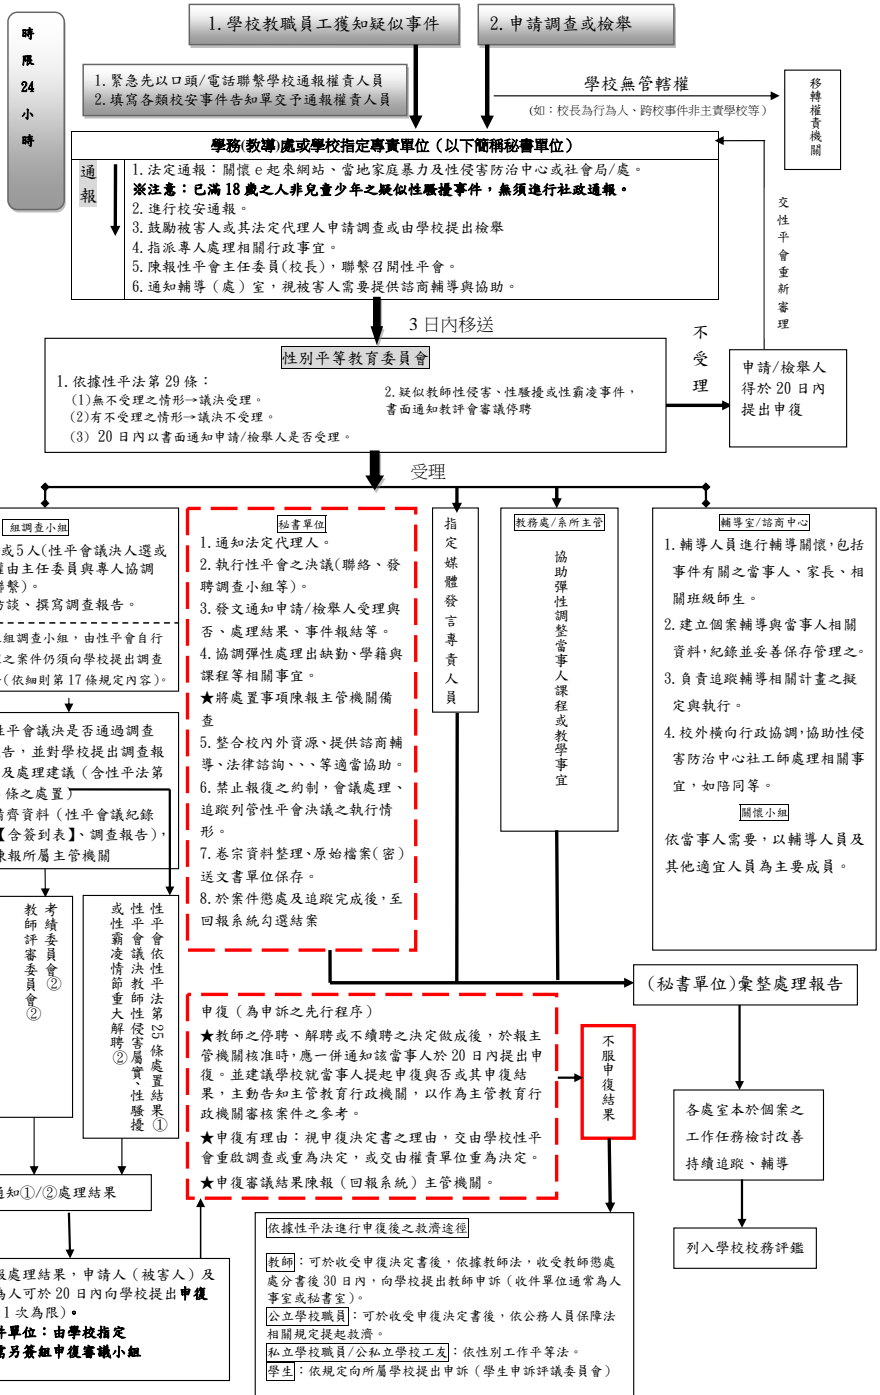 時
限
24
小
時
1.學校教職員工獲知疑似事件
2.申請調查或檢舉
1.緊急先以口頭/電話聯繫學校通報權責人員
2.填寫各類校安事件告知單交予通報權責人員
學校無管轄權
(如：校長為行為人、跨校事件非主責學校等)
移轉權責機關
學務(教導)處或學校指定專責單位（以下簡稱秘書單位）
通報
1.法定通報：關懷ｅ起來網站、當地家庭暴力及性侵害防治中心或社會局/處。
※注意：已滿18歲之人非兒童少年之疑似性騷擾事件，無須進行社政通報。
2.進行校安通報。
3.鼓勵被害人或其法定代理人申請調查或由學校提出檢舉
4.指派專人處理相關行政事宜。
5.陳報性平會主任委員(校長)，聯繫召開性平會。
6.通知輔導（處）室，視被害人需要提供諮商輔導與協助。
交性平會重新審理
3日內移送
性別平等教育委員會
1.依據性平法第29條：
(1)無不受理之情形→議決受理。
(2)有不受理之情形→議決不受理。
(3) 20日內以書面通知申請/檢舉人是否受理。
2.疑似教師性侵害、性騷擾或性霸凌事件，
書面通知教評會審議停聘
不受理
申請/檢舉人
得於20日內
提出申復
受理
組調查小組
或5人(性平會議決人選或
權由主任委員與專人協調
聯繫)。
訪談、撰寫調查報告。
組調查小組，由性平會自行
之案件仍須向學校提出調查
(依細則第17條規定內容)。
性平會議決是否通過調查
告，並對學校提出調查報
及處理建議（含性平法第
條之處置）
備齊資料（性平會議紀錄
【含簽到表】、調查報告)，
陳報所屬主管機關
考績委員會②
教師評審委員會②
性平會依性平法第25條處置結果①
性平會議決教師性侵害屬實、性騷擾
或性霸凌情節重大解聘②
通知①/②處理結果
報處理結果，申請人（被害人）及
為人可於20日內向學校提出申復
1次為限)。
件單位：由學校指定
需另簽組申復審議小組
秘書單位
1.通知法定代理人。
2.執行性平會之決議(聯絡、發
聘調查小組等)。
3.發文通知申請/檢舉人受理與
否、處理結果、事件報結等。
4.協調彈性處理出缺勤、學籍與
課程等相關事宜。
★將處置事項陳報主管機關備
查
5.整合校內外資源、提供諮商輔
導、法律諮詢、、、等適當協助。
6.禁止報復之約制，會議處理、
追蹤列管性平會決議之執行情
形。
7.卷宗資料整理、原始檔案(密)
送文書單位保存。
8.於案件懲處及追蹤完成後，至
回報系統勾選結案
指定媒體發言專責人員
教務處/系所主管
協助彈性調整當事人課程或教學事宜
輔導室/諮商中心
1.輔導人員進行輔導關懷,包括
事件有關之當事人、家長、相
關班級師生。
2.建立個案輔導與當事人相關
資料,紀錄並妥善保存管理之。
3.負責追蹤輔導相關計畫之擬
定與執行。
4.校外橫向行政協調,協助性侵
害防治中心社工師處理相關事
宜，如陪同等。
關懷小組
依當事人需要，以輔導人員及
其他適宜人員為主要成員。
(秘書單位)彙整處理報告
各處室本於個案之
工作任務檢討改善
持續追蹤、輔導
列入學校校務評鑑
申復（為申訴之先行程序）
★教師之停聘、解聘或不續聘之決定做成後，於報主
管機關核准時，應一併通知該當事人於20日內提出申
復。並建議學校就當事人提起申復與否或其申復結
果，主動告知主管教育行政機關，以作為主管教育行
政機關審核案件之參考。
★申復有理由：視申復決定書之理由，交由學校性平
會重啟調查或重為決定，或交由權責單位重為決定。
★申復審議結果陳報（回報系統）主管機關。
不服申復結果
依據性平法進行申復後之救濟途徑
教師：可於收受申復決定書後，依據教師法，收受教師懲處
處分書後30日內，向學校提出教師申訴（收件單位通常為人
事室或秘書室)。
公立學校職員：可於收受申復決定書後，依公務人員保障法
相關規定提起救濟。
私立學校職員/公私立學校工友：依性別工作平等法。
學生：依規定向所屬學校提出申訴（學生申訴評議委員會）